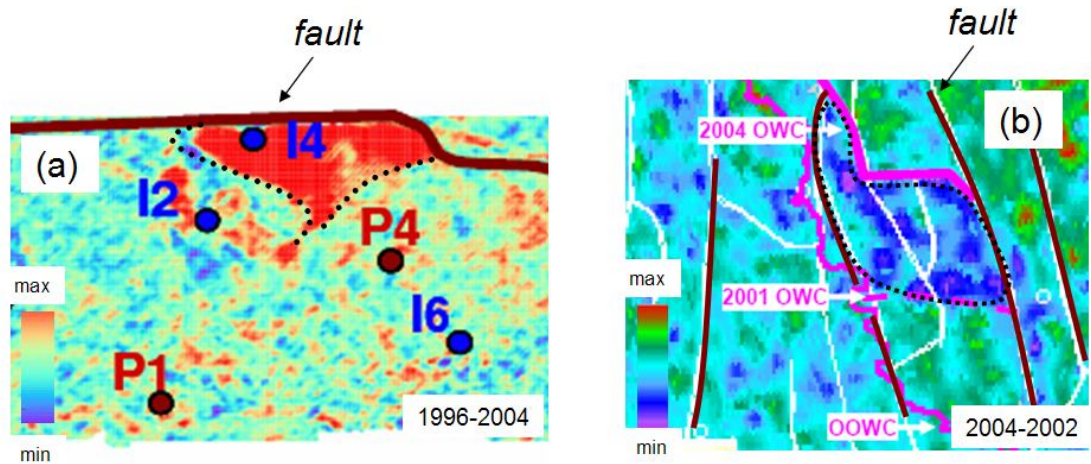 fault
(a)
I4
I2
P4
max
I6
P1
1996-2004
min
fault
(b)
2004 OWC
max
2001 OWC
OOWC
2004-2002
min